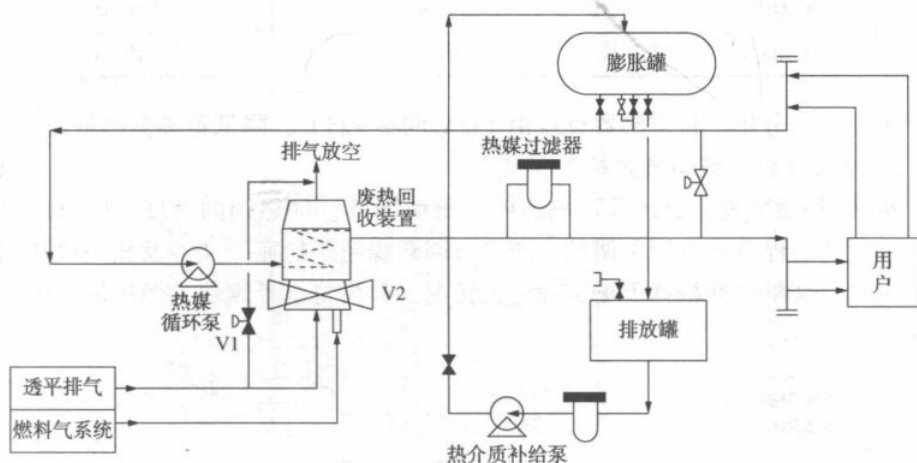 膨胀罐
热媒过滤器
排气放空
废热回
收装置
用
户
热媒
循环泵
V2
V1
排放罐
透平排气
燃料气系统
热介质补给泵